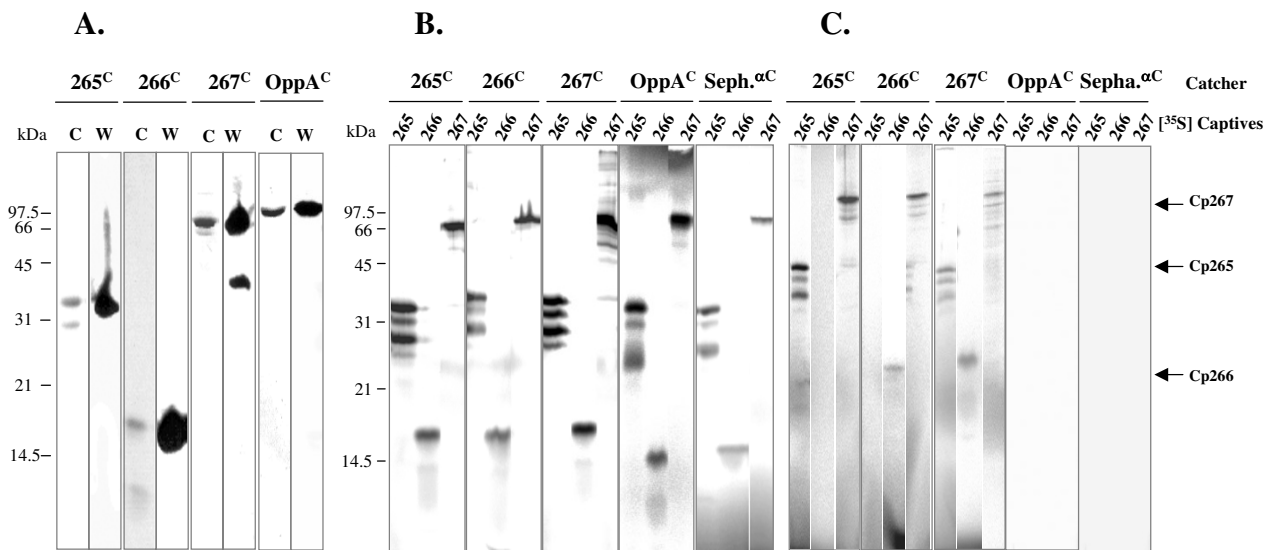 A. B. C.
265C 266C 267C OppAC 265C 266C 267C OppAC Seph.αC 265C 266C 267C OppAC Sepha.αC Catcher
kDa C W C W C W C W kDa 265 266 267 265 266 267 265 266 267 265 266 267 265 266 267 265 266 267 265 266 267 265 266 267 265 266 267 265 266 267 [35S] Captives
97.5 97.5 Cp267
66 66
45 45 Cp265
31 31
21 21 Cp266
14.5 14.5